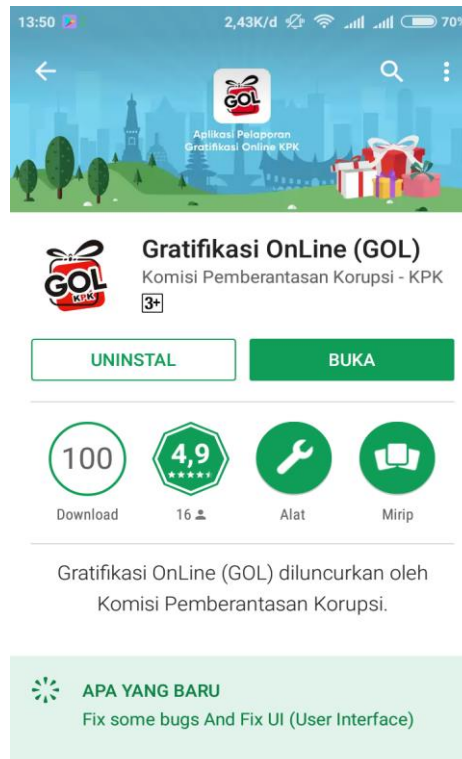 13:50 2,43K/d 70%
GOL
Aplikasi Pelaporan
Gratifikasi Online KPK
GOL
KPK
Gratifikasi OnLine (GOL)
Komisi Pemberantasan Korupsi - KPK
3+
UNINSTAL BUKA
100 4,9
Download 16 Alat Mirip
Gratifikasi OnLine (GOL) diluncurkan oleh
Komisi Pemberantasan Korupsi.
APA YANG BARU
Fix some bugs And Fix UI (User Interface)